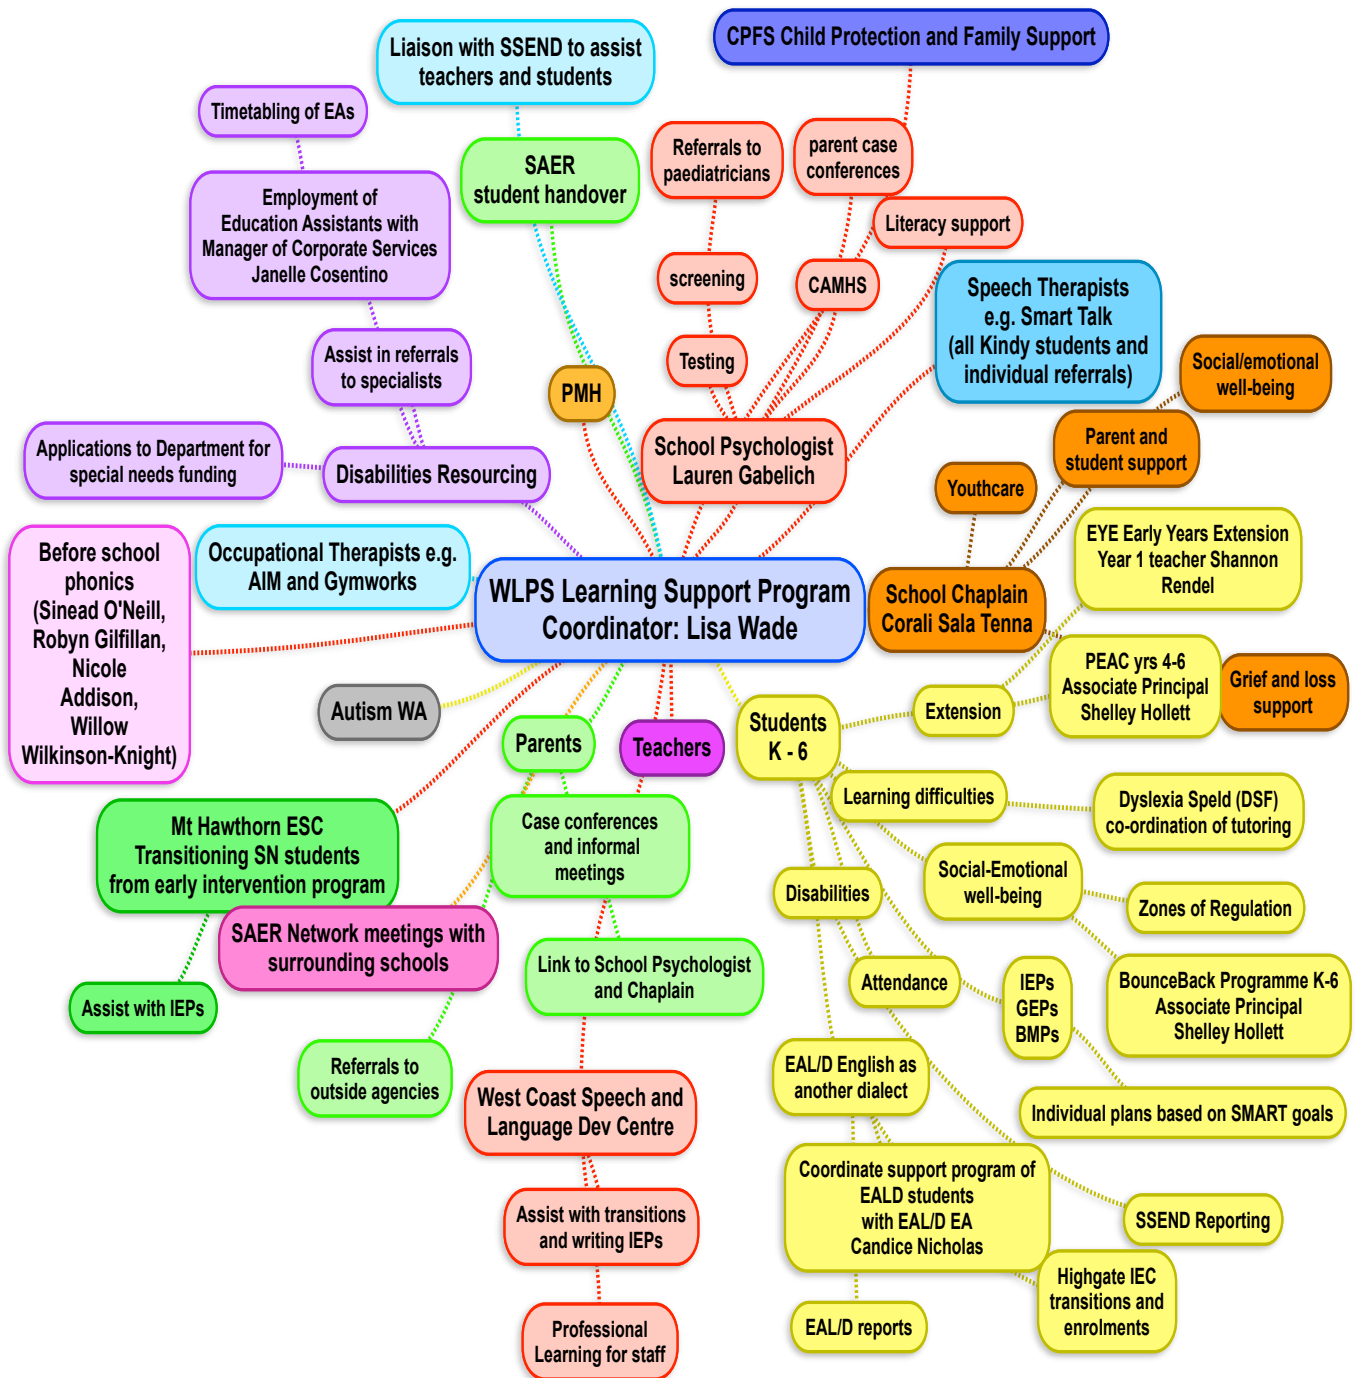 CPFS Child Protection and Family Support
Liaison with SSEND to assist
teachers and students
Timetabling of EAs
SAER
student handover
Referrals to
paediatricians
parent case
conferences
Literacy support
Employment of
Education Assistants with
Manager of Corporate Services
Janelle Cosentino
screening
CAMHS
Speech Therapists
e.g. Smart Talk
(all Kindy students and
individual referrals)
Assist in referrals
to specialists
Testing
PMH
Social/emotional
well-being
Parent and
student support
School Psychologist
Lauren Gabelich
Applications to Department for
special needs funding
Disabilities Resourcing
Youthcare
Before school
phonics
(Sinead O'Neill,
Robyn Gilfillan,
Nicole
Addison,
Willow
Wilkinson-Knight)
Occupational Therapists e.g.
AIM and Gymworks
EYE Early Years Extension
Year 1 teacher Shannon
Rendel
WLPS Learning Support Program
Coordinator: Lisa Wade
School Chaplain
Corali Sala Tenna
PEAC yrs 4-6
Associate Principal
Shelley Hollett
Grief and loss
support
Autism WA
Parents
Teachers
Students
K - 6
Extension
Learning difficulties
Dyslexia Speld (DSF)
co-ordination of tutoring
Mt Hawthorn ESC
Transitioning SN students
from early intervention program
Case conferences
and informal
meetings
Disabilities
Social-Emotional
well-being
Zones of Regulation
SAER Network meetings with
surrounding schools
Link to School Psychologist
and Chaplain
Attendance
IEPs
GEPs
BMPs
BounceBack Programme K-6
Associate Principal
Shelley Hollett
Assist with IEPs
Referrals to
outside agencies
EAL/D English as
another dialect
Individual plans based on SMART goals
West Coast Speech and
Language Dev Centre
Coordinate support program of
EALD students
with EAL/D EA
Candice Nicholas
SSEND Reporting
Assist with transitions
and writing IEPs
Highgate IEC
transitions and
enrolments
EAL/D reports
Professional
Learning for staff